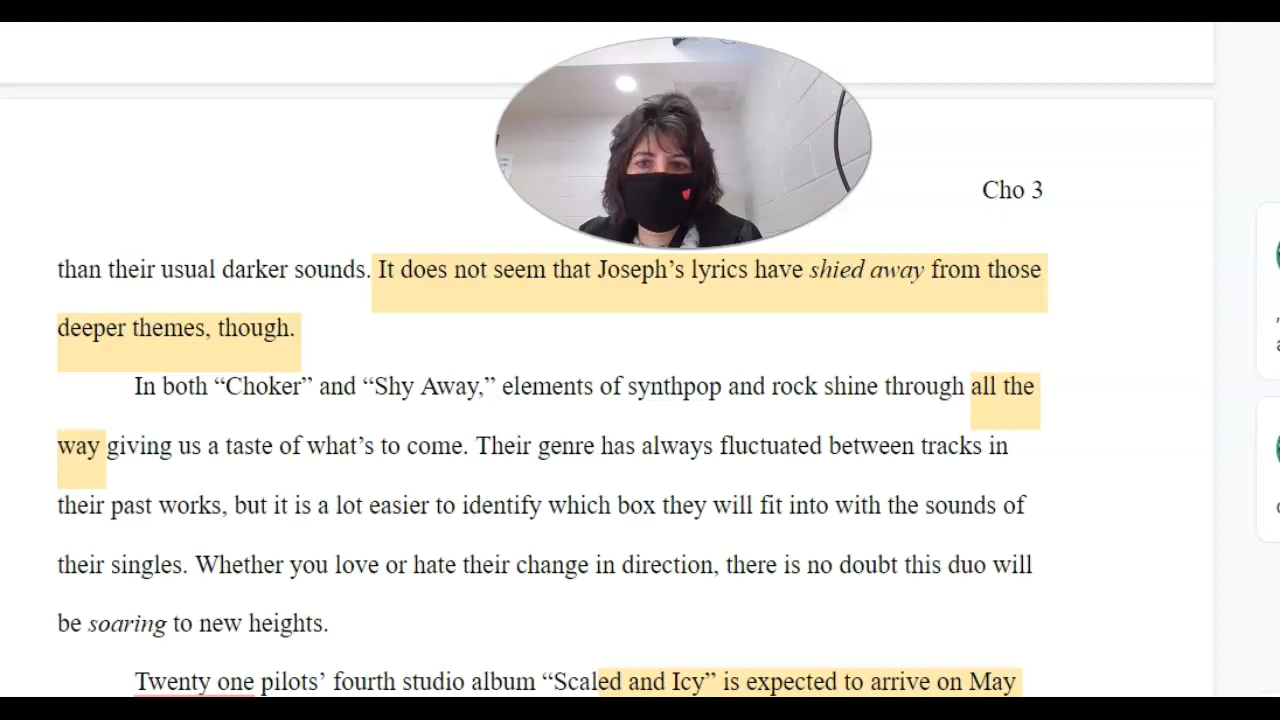 Cho 3
than their usual darker sounds. It does not seem that Joseph’s lyrics have shied away from those
deeper themes, though.
In both “Choker” and “Shy Away,” elements of synthpop and rock shine through all the
way giving us a taste of what’s to come. Their genre has always fluctuated between tracks in
their past works, but it is a lot easier to identify which box they will fit into with the sounds of
their singles. Whether you love or hate their change in direction, there is no doubt this duo will
be soaring to new heights.
Twenty one pilots’ fourth studio album “Scaled and Icy” is expected to arrive on May